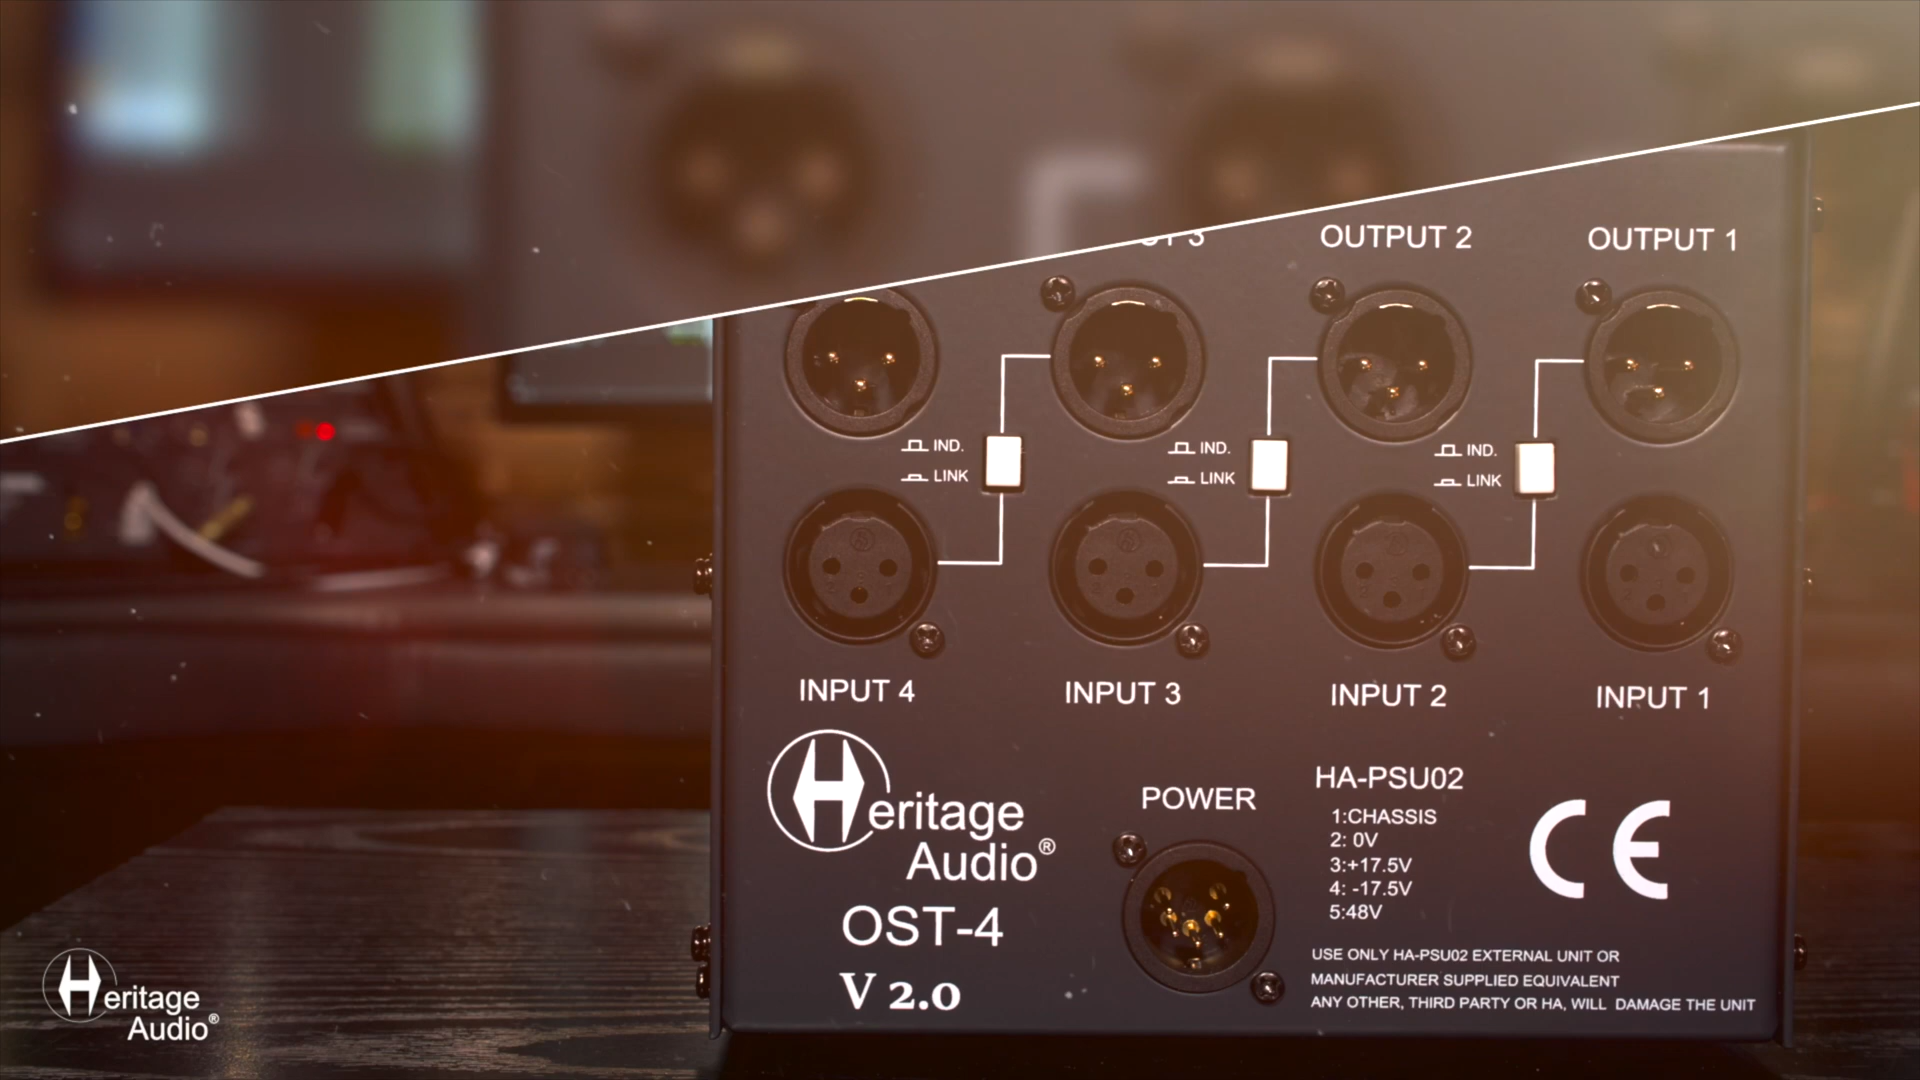 OUTPUT 2
OUTPUT 1
IND.
LINK
IND.
LINK
IND.
LINK
INPUT 4
INPUT 3
INPUT 2
INPUT 1
Heritage
Audio®
OST-4
V 2.0
POWER
HA-PSU02
1:CHASSIS
2: 0V
3:+17.5V
4: -17.5V
5:48V
CE
USE ONLY HA-PSU02 EXTERNAL UNIT OR
MANUFACTURER SUPPLIED EQUIVALENT
ANY OTHER, THIRD PARTY OR HA, WILL DAMAGE THE UNIT
Heritage
Audio®